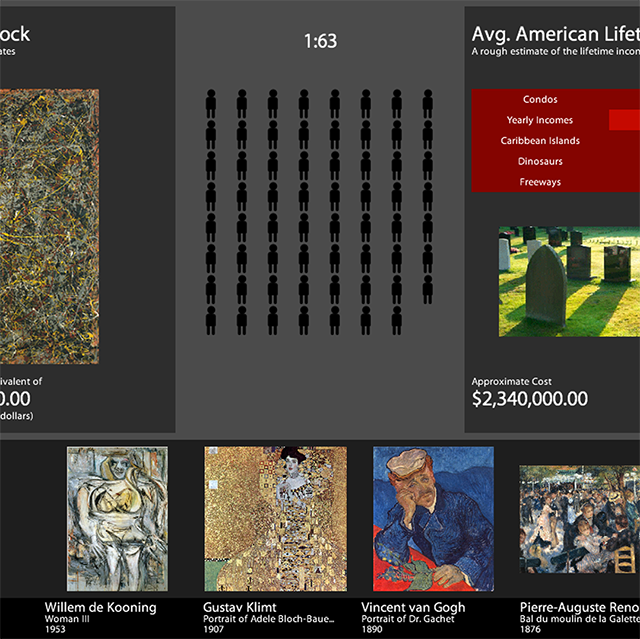 ock
ates
1:63
Avg. American Lifet
A rough estimate of the lifetime incon
Condos
Yearly Incomes
Caribbean Islands
Dinosaurs
Freeways
ivalent of
0.00
dollars)
Approximate Cost
$2,340,000.00
Willem de Kooning
Woman III
1953
Gustav Klimt
Portrait of Adele Bloch-Baue...
1907
Vincent van Gogh
Portrait of Dr. Gachet
1890
Pierre-Auguste Reno
Bal du moulin de la Galette
1876